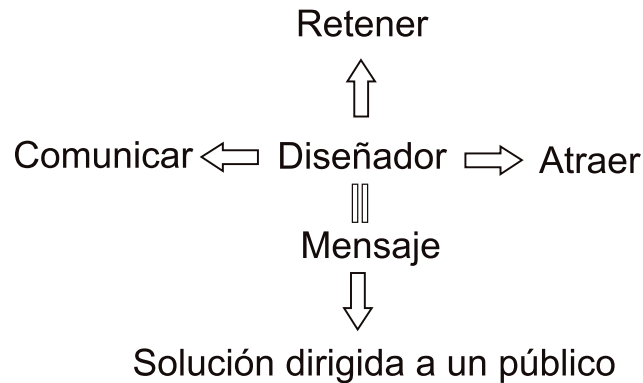 Retener
Comunicar Diseñador Atraer
Mensaje
Solución dirigida a un público